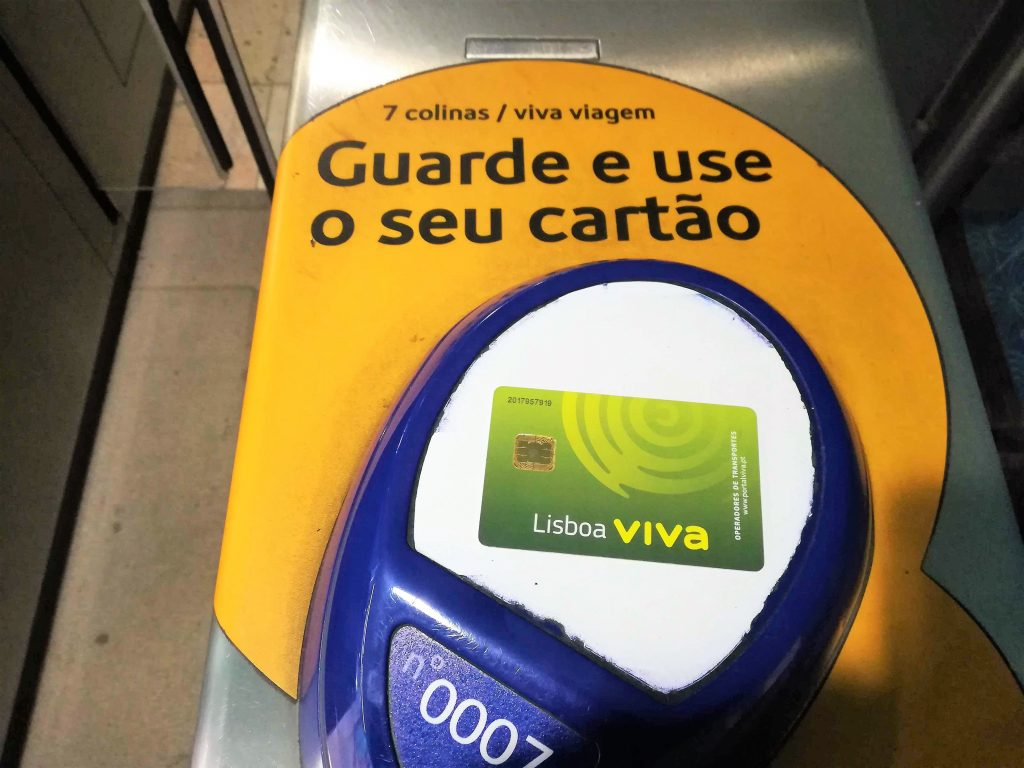 7 colinas / viva viagem
Guarde e use
o seu cartão
2017957919
Lisboa VIVA
OPERADORES DE TRANSPORTES
www.portalviva.pt
nº
0007